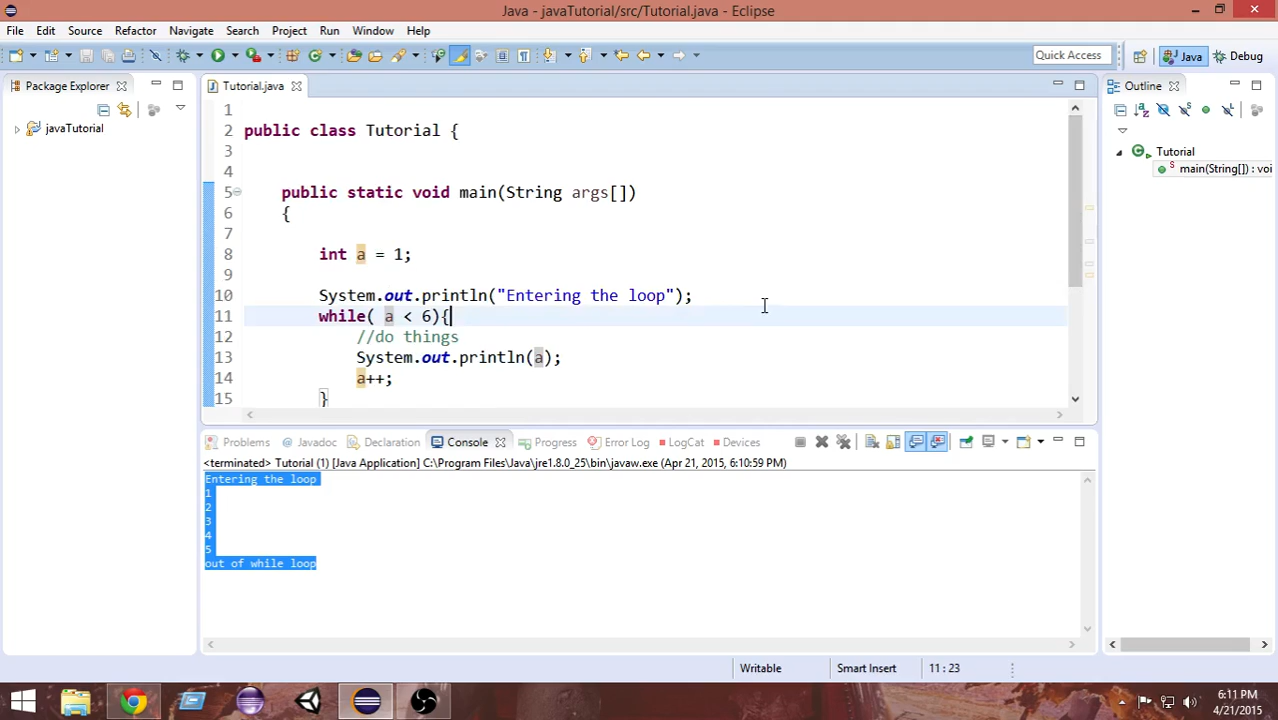 Java - javaTutorial/src/Tutorial.java - Eclipse
File Edit Source Refactor Navigate Search Project Run Window Help
Quick Access Java Debug
Package Explorer Tutorial.java Outline
javaTutorial
Tutorial
main(String[]) : voi
1
2 public class Tutorial {
3
4
5 public static void main(String args[])
6 {
7
8 int a = 1;
9
10 System.out.println("Entering the loop");
11 while( a < 6){
12 //do things
13 System.out.println(a);
14 a++;
15 }
Problems Javadoc Declaration Console Progress Error Log LogCat Devices
<terminated> Tutorial (1) [Java Application] C:\Program Files\Java\jre1.8.0_25\bin\javaw.exe (Apr 21, 2015, 6:10:59 PM)
Entering the loop
1
2
3
4
5
out of while loop
Writable Smart Insert 11 : 23
6:11 PM
4/21/2015